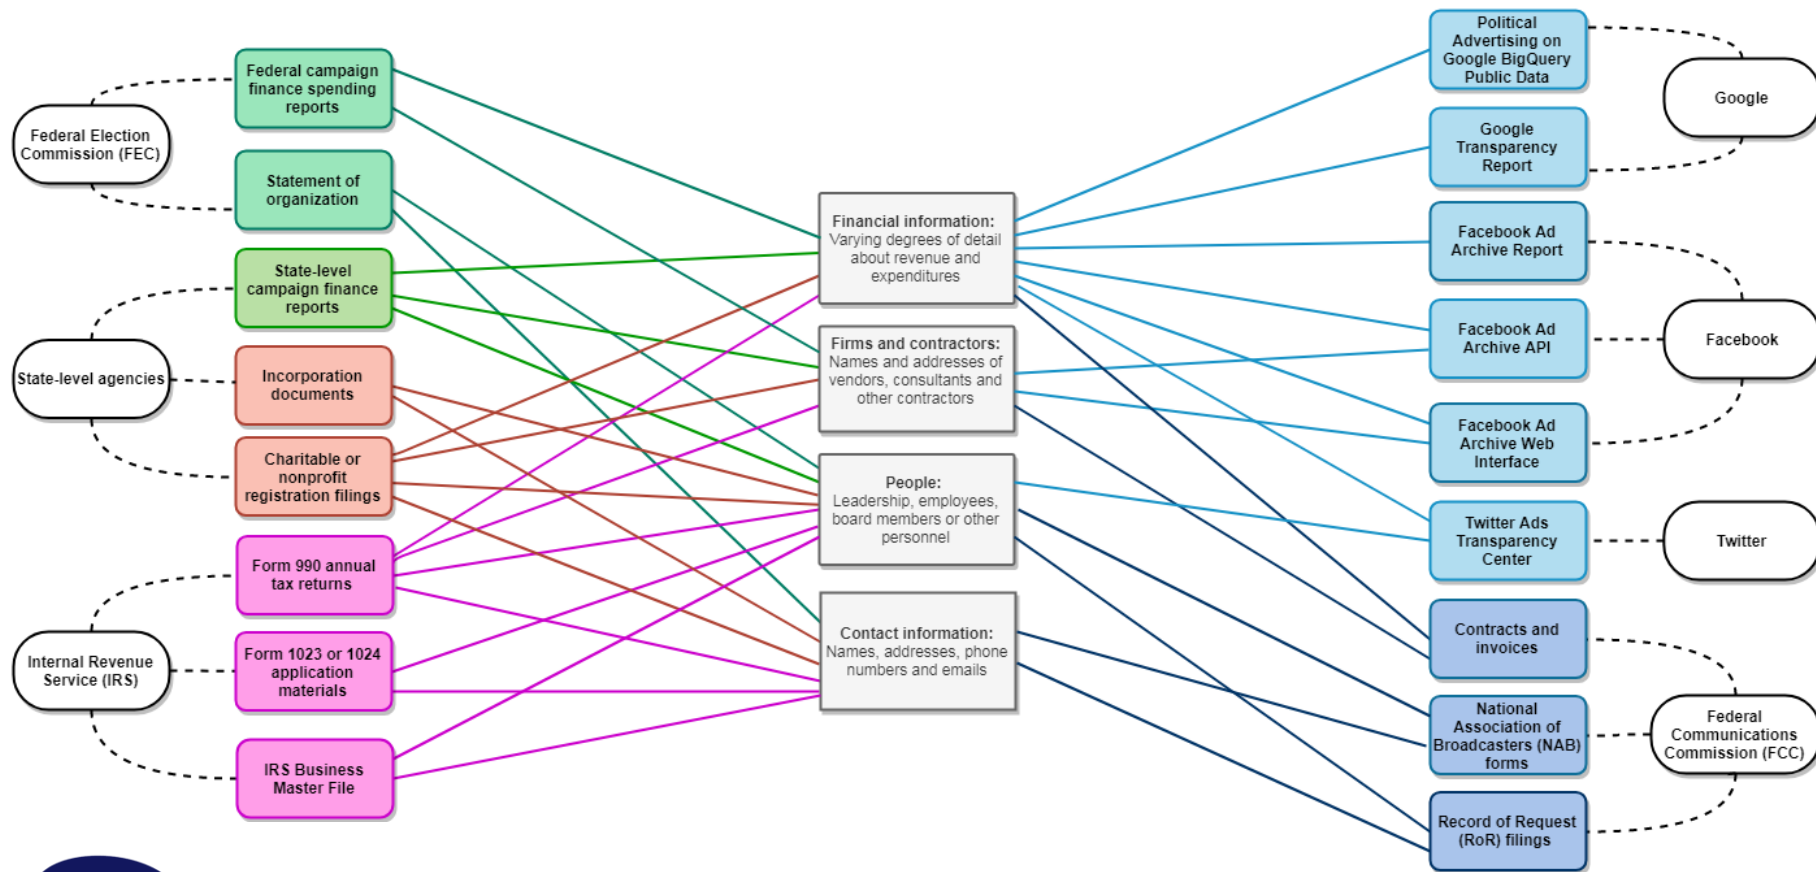 Federal Election
Commission (FEC)
State-level agencies
Internal Revenue
Service (IRS)
Federal campaign
finance spending
reports
Statement of
organization
State-level
campaign finance
reports
Incorporation
documents
Charitable or
nonprofit
registration filings
Form 990 annual
tax returns
Form 1023 or 1024
application
materials
IRS Business
Master File
Financial information:
Varying degrees of detail
about revenue and
expenditures
Firms and contractors:
Names and addresses of
vendors, consultants and
other contractors
People:
Leadership, employees,
board members or other
personnel
Contact information:
Names, addresses, phone
numbers and emails
Political
Advertising on
Google BigQuery
Public Data
Google
Transparency
Report
Facebook Ad
Archive Report
Facebook Ad
Archive API
Facebook Ad
Archive Web
Interface
Twitter Ads
Transparency
Center
Contracts and
invoices
National
Association of
Broadcasters (NAB)
forms
Record of Request
(RoR) filings
Google
Facebook
Twitter
Federal
Communications
Commission (FCC)